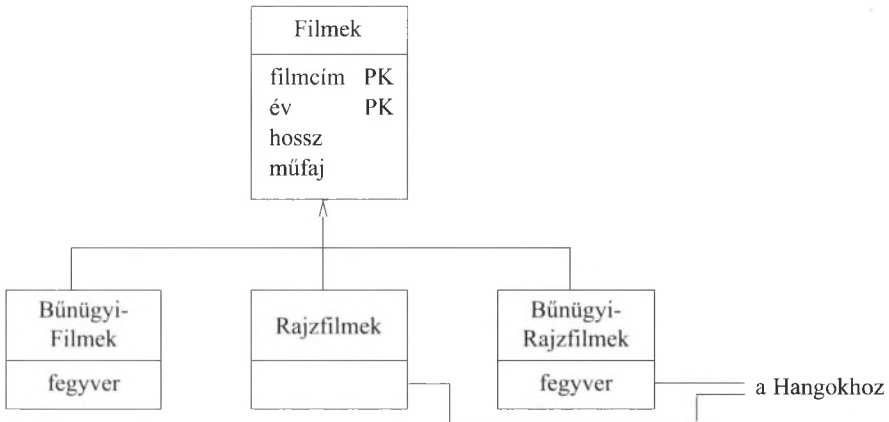 Filmek
filmcím PK
év PK
hossz
műfaj
Bűnügyi-
Filmek
fegyver
Rajzfilmek
Bűnügyi-
Rajzfilmek
fegyver
a Hangokhoz